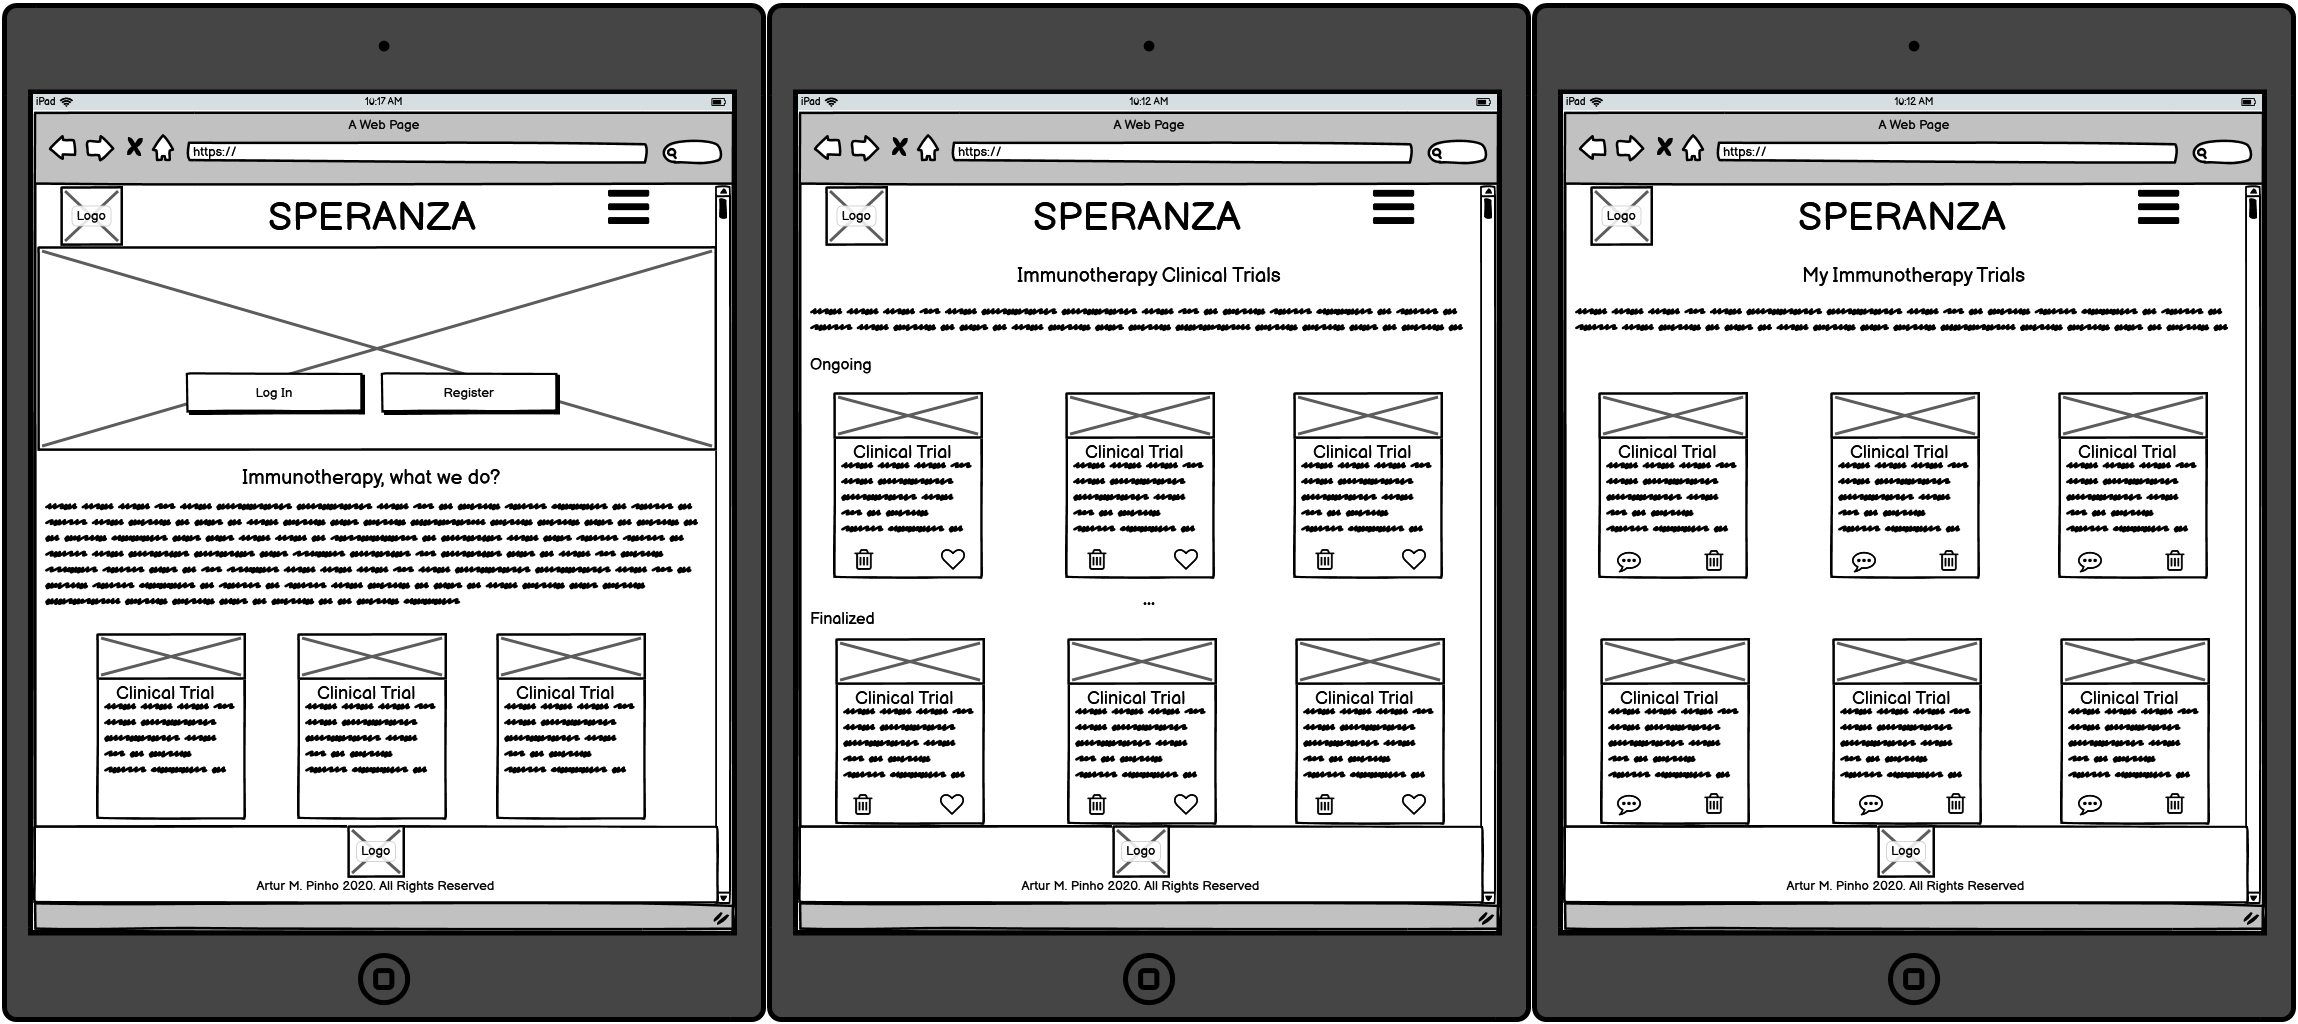 iPad 10:17 AM
A Web Page
https://
Logo
SPERANZA
Log In Register
Immunotherapy, what we do?
Clinical Trial Clinical Trial Clinical Trial
Logo
Artur M. Pinho 2020. All Rights Reserved
iPad 10:12 AM
A Web Page
https://
Logo
SPERANZA
Immunotherapy Clinical Trials
Ongoing
Clinical Trial Clinical Trial Clinical Trial
...
Finalized
Clinical Trial Clinical Trial Clinical Trial
Logo
Artur M. Pinho 2020. All Rights Reserved
iPad 10:12 AM
A Web Page
https://
Logo
SPERANZA
My Immunotherapy Trials
Clinical Trial Clinical Trial Clinical Trial
Clinical Trial Clinical Trial Clinical Trial
Logo
Artur M. Pinho 2020. All Rights Reserved